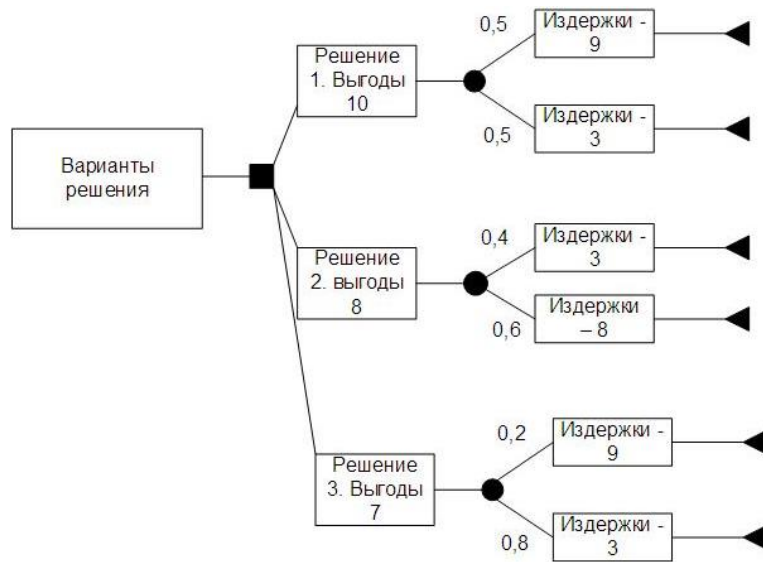 Варианты
решения
Решение
1. Выгоды
10
0,5
Издержки -
9
0,5
Издержки -
3
Решение
2. выгоды
8
0,4
Издержки -
3
0,6
Издержки
– 8
Решение
3. Выгоды
7
0,2
Издержки -
9
0,8
Издержки -
3